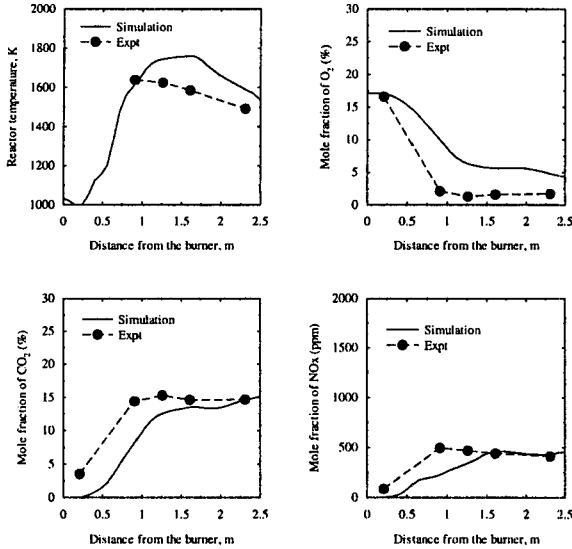 2000
1800
1600
1400
1200
1000
Reactor temperature, K
Simulation
Expt
0 0.5 1 1.5 2 2.5
Distance from the burner, m
30
25
20
15
10
5
0
Mole fraction of O2 (%)
Simulation
Expt
0 0.5 1 1.5 2 2.5
Distance from the burner, m
30
25
20
15
10
5
0
Mole fraction of CO2 (%)
Simulation
Expt
0 0.5 1 1.5 2 2.5
Distance from the burner, m
2000
1500
1000
500
0
Mole fraction of NOx (ppm)
Simulation
Expt
0 0.5 1 1.5 2 2.5
Distance from the burner, m